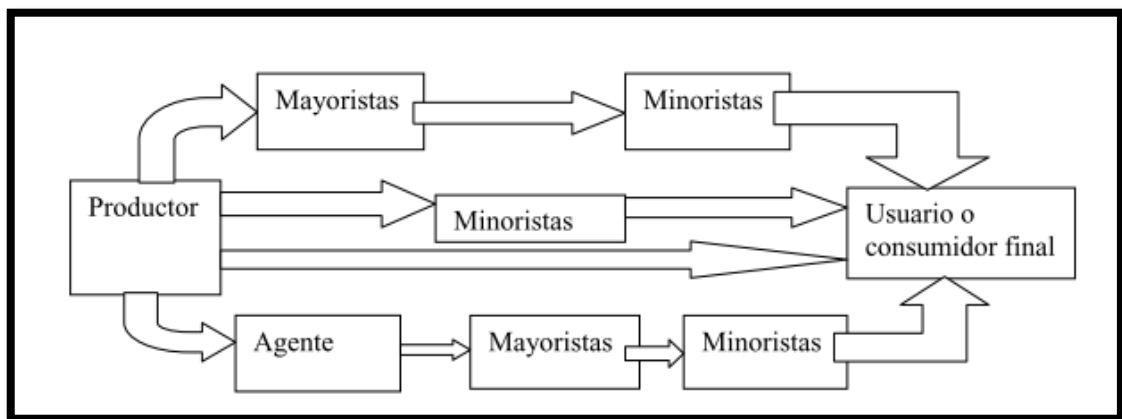 Mayoristas
Minoristas
Productor
Minoristas
Usuario o
consumidor final
Agente
Mayoristas
Minoristas